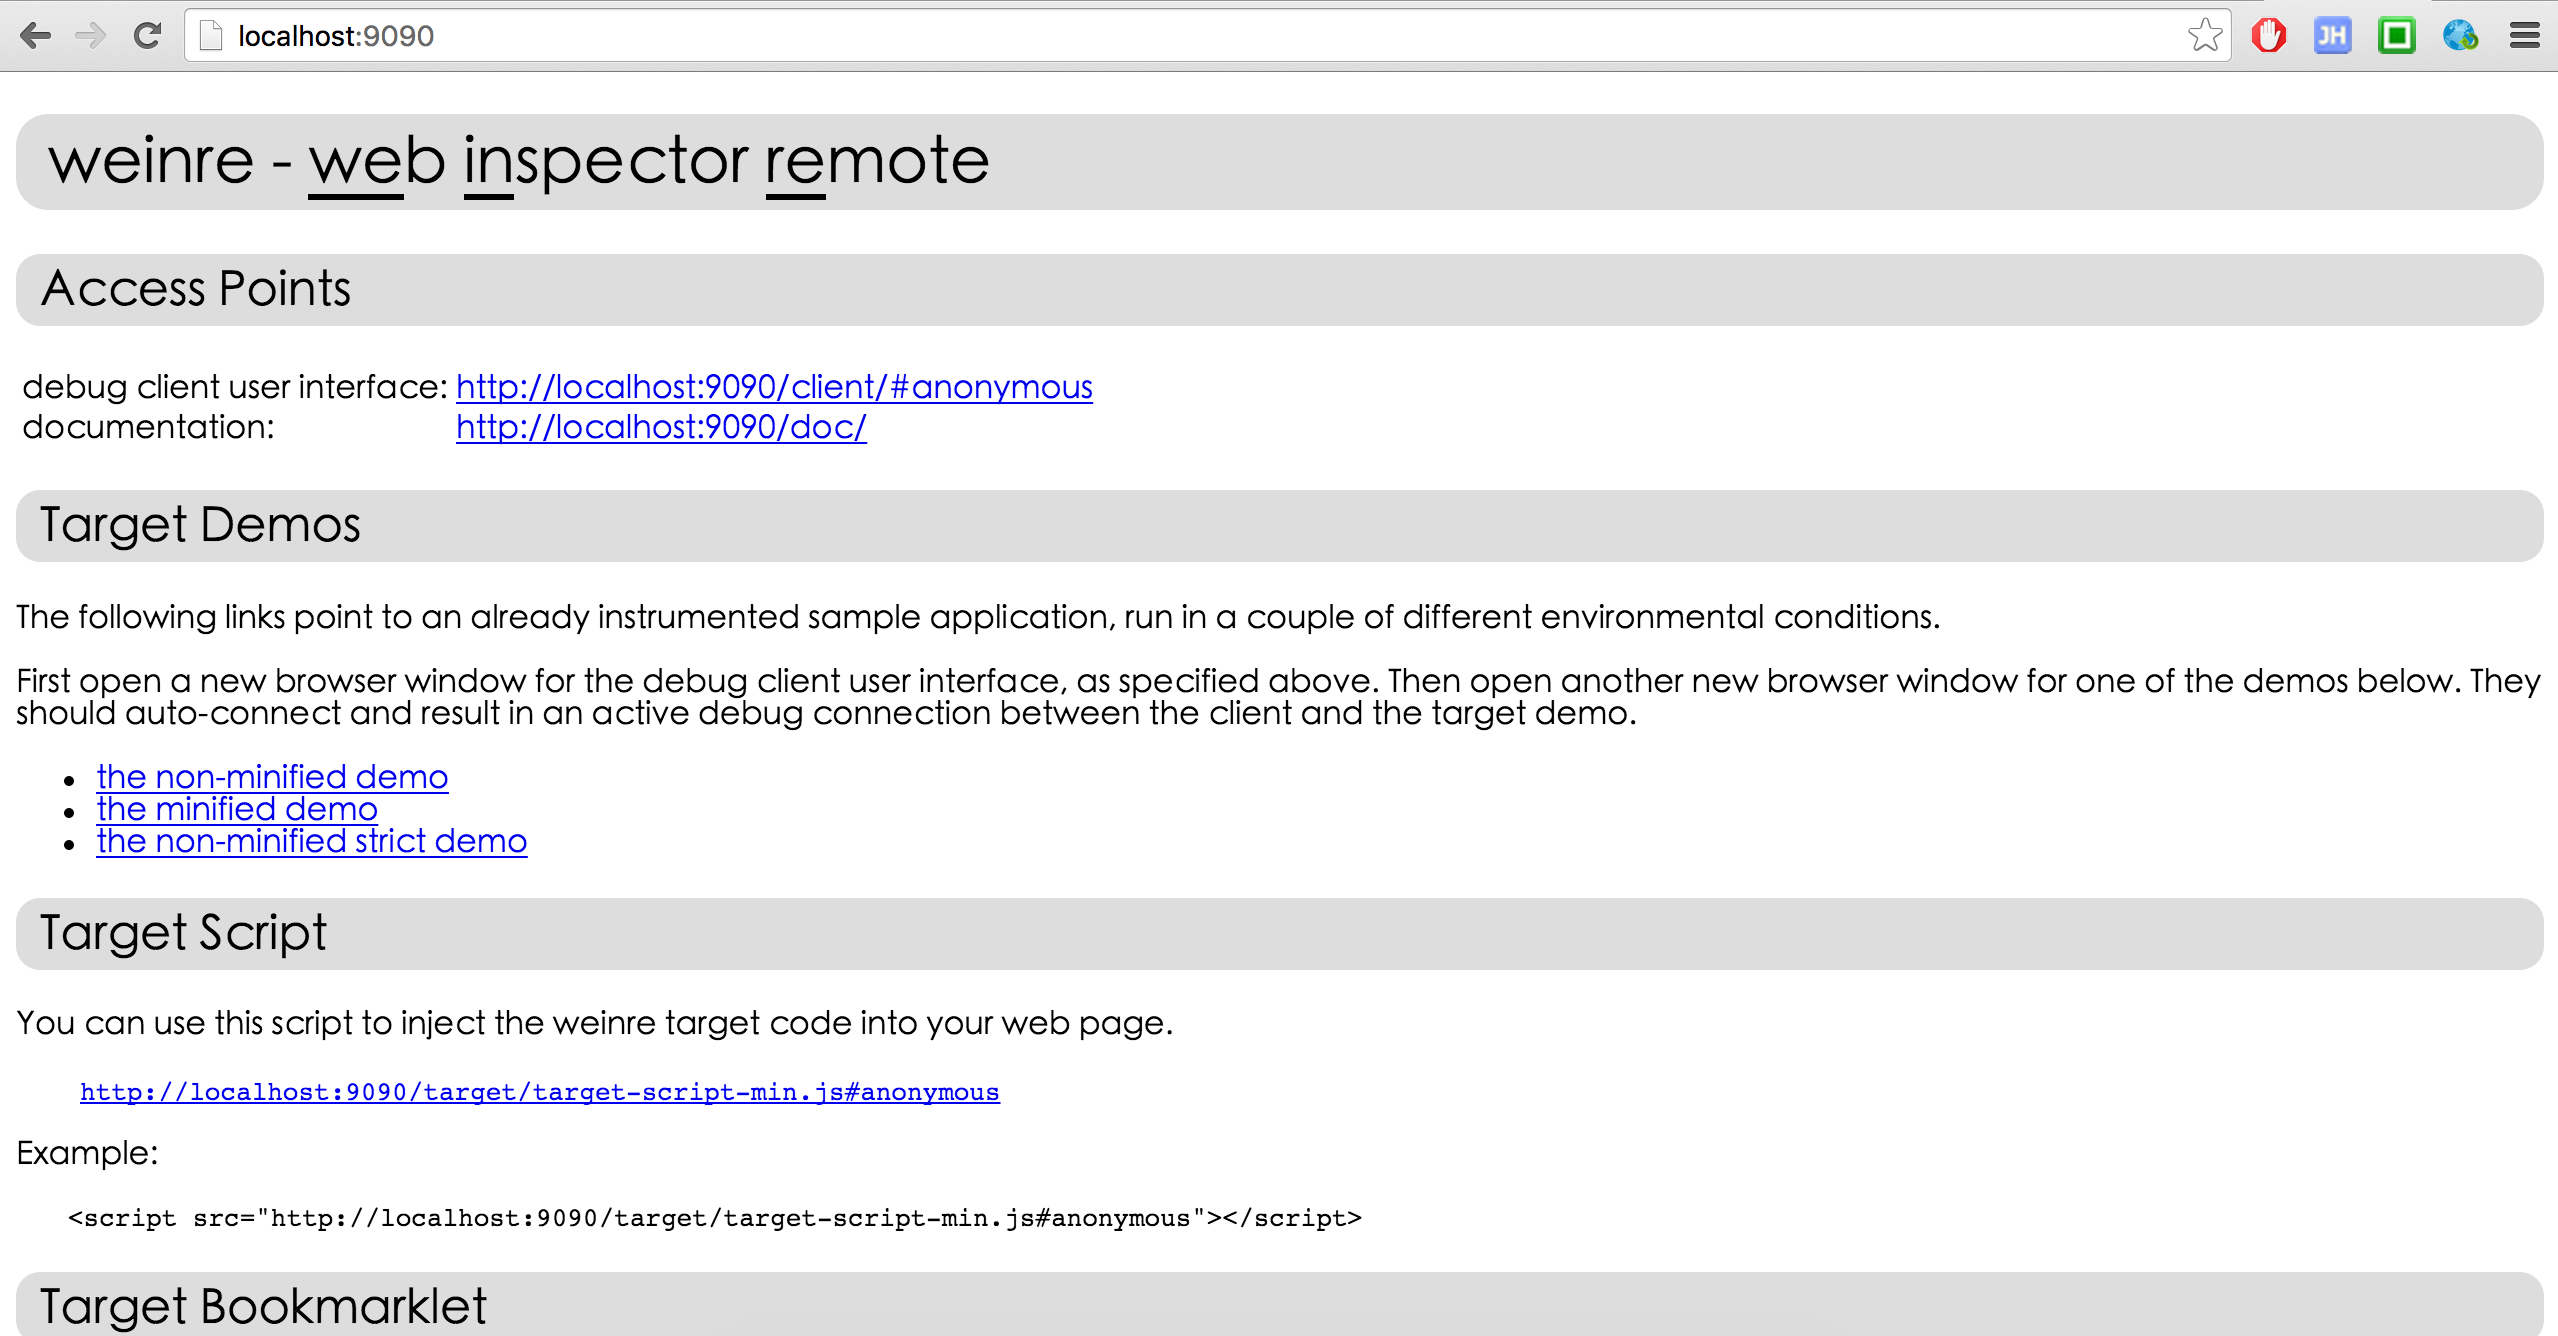 localhost:9090
JH
weinre - web inspector remote
Access Points
debug client user interface: http://localhost:9090/client/#anonymous
documentation: http://localhost:9090/doc/
Target Demos
The following links point to an already instrumented sample application, run in a couple of different environmental conditions.
First open a new browser window for the debug client user interface, as specified above. Then open another new browser window for one of the demos below. They
should auto-connect and result in an active debug connection between the client and the target demo.
• the non-minified demo
• the minified demo
• the non-minified strict demo
Target Script
You can use this script to inject the weinre target code into your web page.
http://localhost:9090/target/target-script-min.js#anonymous
Example:
<script src="http://localhost:9090/target/target-script-min.js#anonymous"></script>
Target Bookmarklet